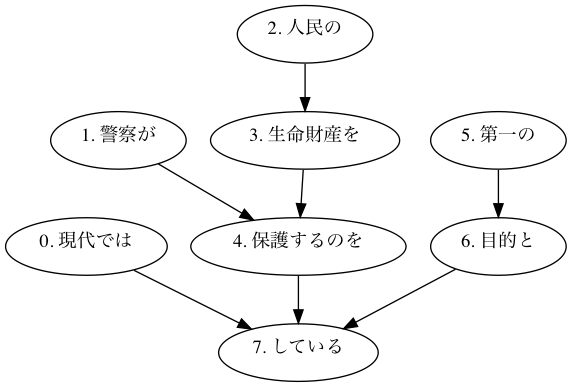 2. 人民の
1. 警察が
3. 生命財産を
5. 第一の
0. 現代では
4. 保護するのを
6. 目的と
7. している